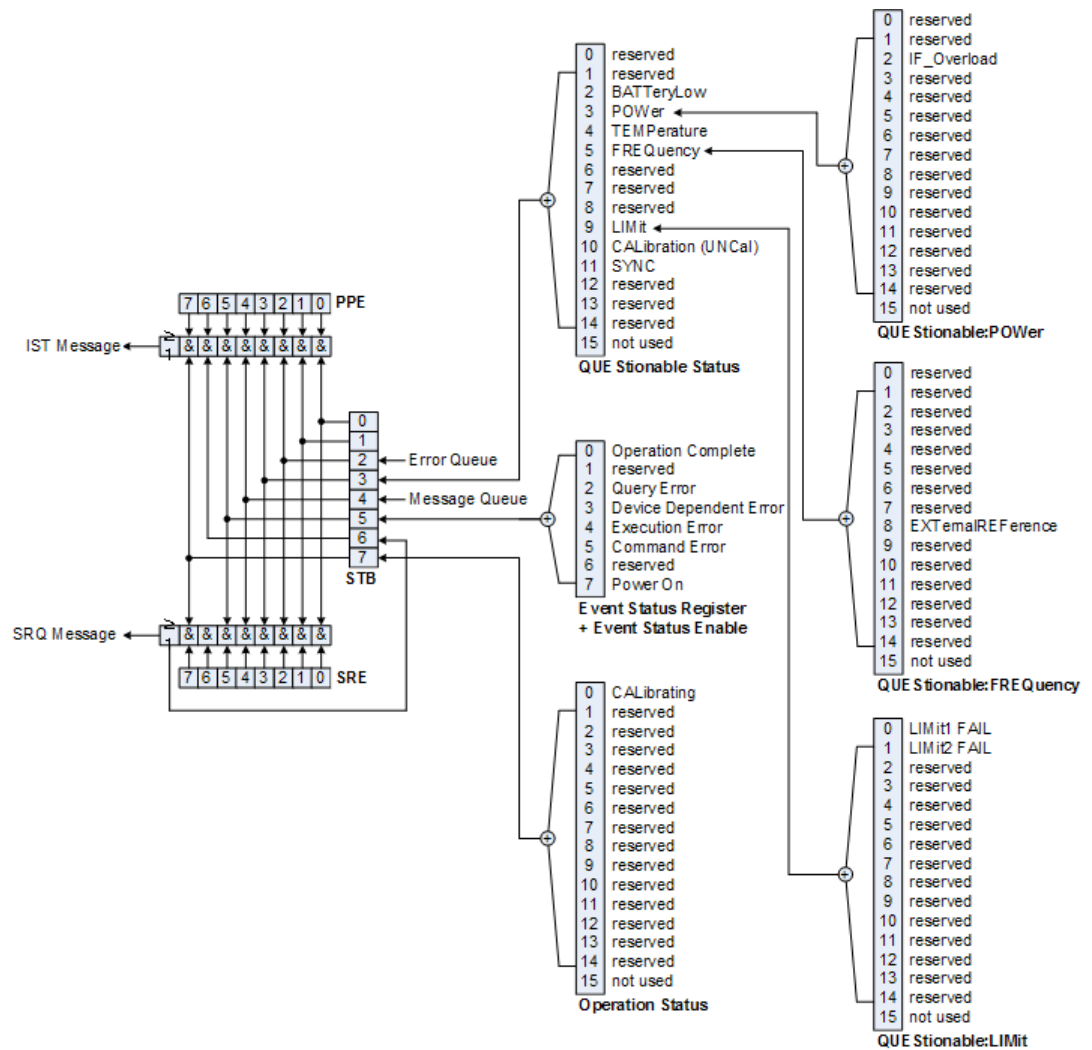 7 6 5 4 3 2 1 0 PPE
IST Message
≥1 & & & & & & & &
0
1
2 Error Queue
3
4 Message Queue
5
6
7
STB
SRQ Message
≥1 & & & & & & & &
7 6 5 4 3 2 1 0 SRE
0 reserved
1 reserved
2 BATTeryLow
3 POWer
4 TEMPerature
5 FREQuency
6 reserved
7 reserved
8 reserved
9 LIMit
10 CALibration (UNCal)
11 SYNC
12 reserved
13 reserved
14 reserved
15 not used
QUEStionable Status
+
0 Operation Complete
1 reserved
2 Query Error
3 Device Dependent Error
4 Execution Error
5 Command Error
6 reserved
7 Power On
Event Status Register
+ Event Status Enable
+
0 CALibrating
1 reserved
2 reserved
3 reserved
4 reserved
5 reserved
6 reserved
7 reserved
8 reserved
9 reserved
10 reserved
11 reserved
12 reserved
13 reserved
14 reserved
15 not used
Operation Status
+
0 reserved
1 reserved
2 IF_Overload
3 reserved
4 reserved
5 reserved
6 reserved
7 reserved
8 reserved
9 reserved
10 reserved
11 reserved
12 reserved
13 reserved
14 reserved
15 not used
QUEStionable:POWer
+
0 reserved
1 reserved
2 reserved
3 reserved
4 reserved
5 reserved
6 reserved
7 reserved
8 EXTernalREFerence
9 reserved
10 reserved
11 reserved
12 reserved
13 reserved
14 reserved
15 not used
QUEStionable:FREQuency
+
0 LIMit1 FAIL
1 LIMit2 FAIL
2 reserved
3 reserved
4 reserved
5 reserved
6 reserved
7 reserved
8 reserved
9 reserved
10 reserved
11 reserved
12 reserved
13 reserved
14 reserved
15 not used
QUEStionable:LIMit
+